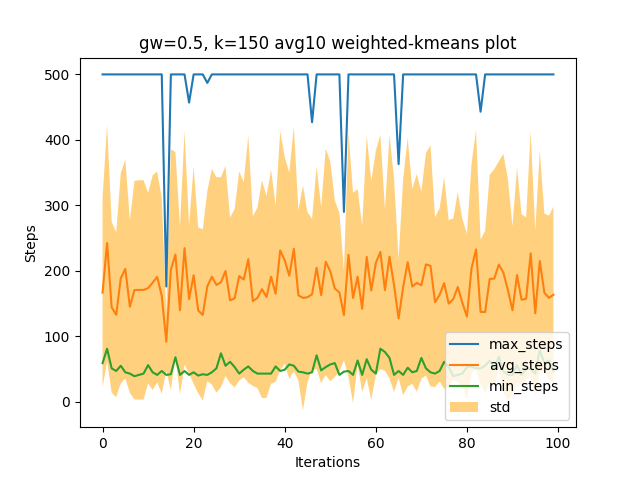 gw=0.5, k=150 avg10 weighted-kmeans plot
500
400
300
200
100
0
Steps
max_steps
avg_steps
min_steps
std
0 20 40 60 80 100
Iterations